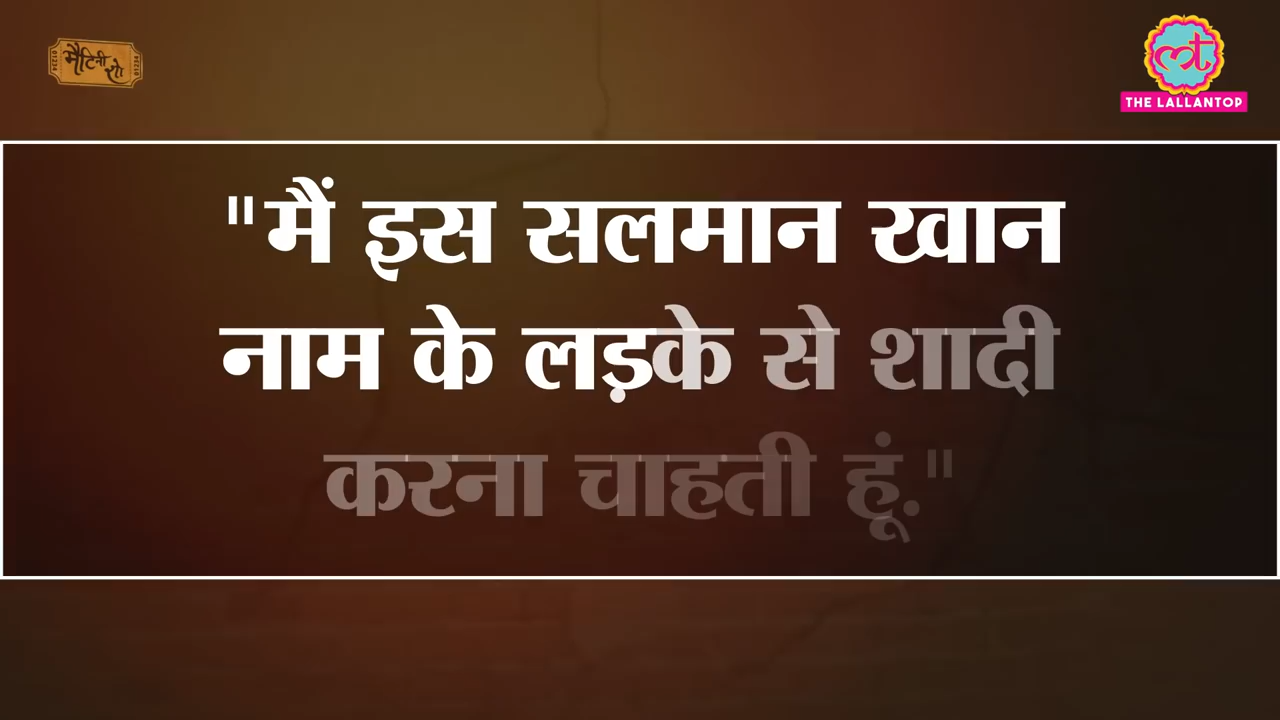 मैटिनी शो
THE LALLANTOP
"मैं इस सलमान खान
नाम के लड़के से शादी
करना चाहती हूं."